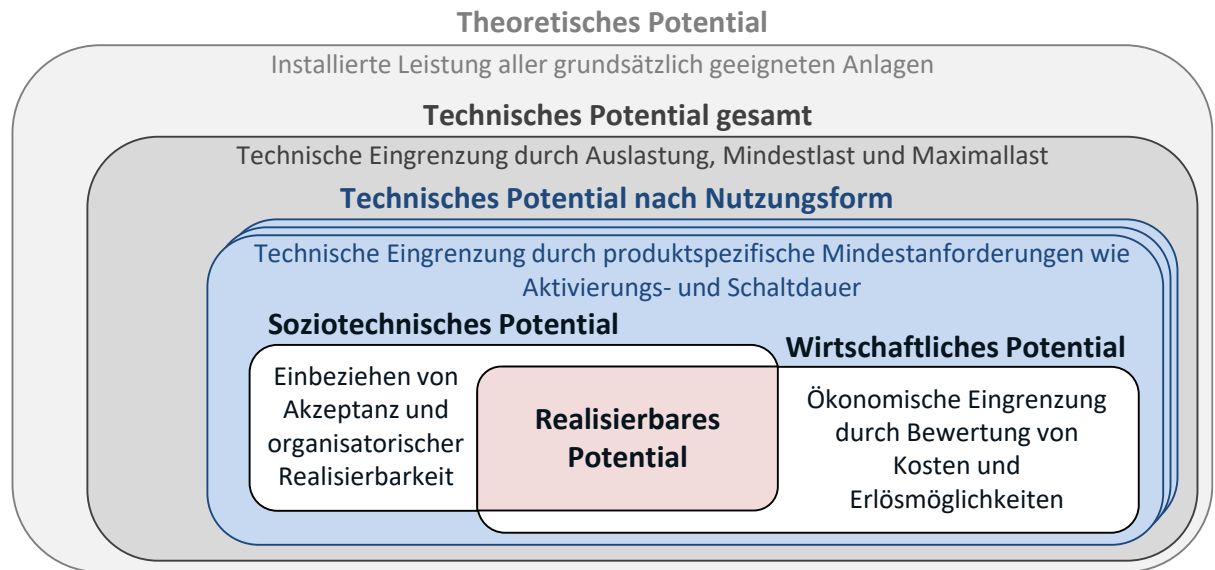 Theoretisches Potential
Installierte Leistung aller grundsätzlich geeigneten Anlagen
Technisches Potential gesamt
Technische Eingrenzung durch Auslastung, Mindestlast und Maximallast
Technisches Potential nach Nutzungsform
Technische Eingrenzung durch produktspezifische Mindestanforderungen wie
Aktivierungs- und Schaltdauer
Soziotechnisches Potential
Einbeziehen von
Akzeptanz und
organisatorischer
Realisierbarkeit
Realisierbares
Potential
Wirtschaftliches Potential
Ökonomische Eingrenzung
durch Bewertung von
Kosten und
Erlösmöglichkeiten